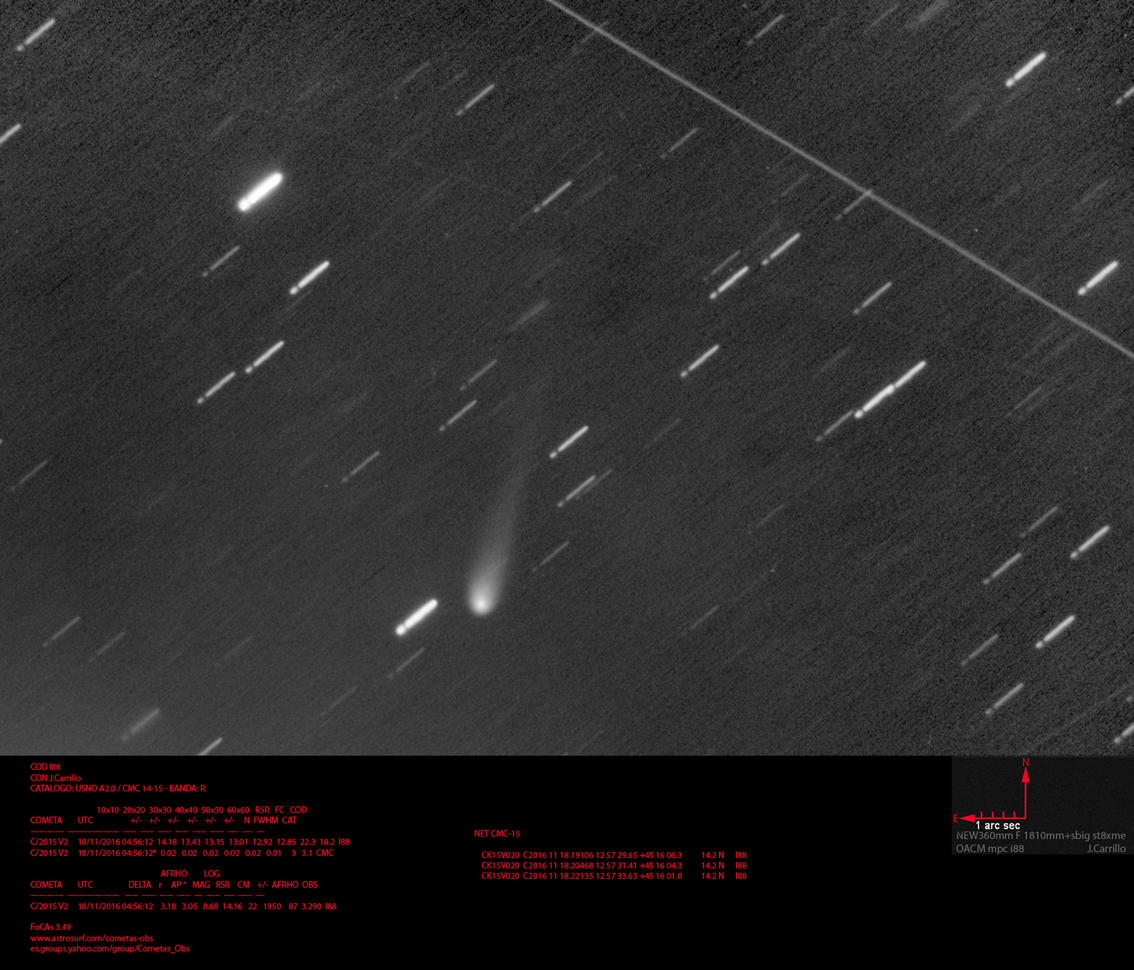 COD I88
CON J.Carrillo
CATALOGO: USNO A2.0 / CMC 14-15 - BANDA: R
10x10 20x20 30x30 40x40 50x50 60x60 RSR FC COD
COMETA UTC +/- +/- +/- +/- +/- +/- N FWHM CAT
C/2015 V2 18/11/2016 04:56:12 14.18 13.43 13.15 13.01 12.92 12.85 22.3 18.2 I88
C/2015 V2 18/11/2016 04:56:12* 0.02 0.02 0.02 0.02 0.02 0.01 3 3.1 CMC
AFRHO LOG
COMETA UTC DELTA r AP" MAG RSR CM +/- AFRHO OBS
C/2015 V2 18/11/2016 04:56:12 3.18 3.05 8.68 14.16 22 1950 87 3.290 I88
FoCAs 3.49
www.astrosurf.com/cometas-obs
es.groups.yahoo.com/group/Cometas_Obs
NET CMC-15
CK15V020 C2016 11 18.19106 12 57 29.65 +45 16 06.3 14.2 N I88
CK15V020 C2016 11 18.20468 12 57 31.41 +45 16 04.3 14.2 N I88
CK15V020 C2016 11 18.22135 12 57 33.63 +45 16 01.0 14.2 N I88
N
E
1 arc sec
NEW360mm F 1810mm+sbig st8xme
OACM mpc i88 J.Carrillo